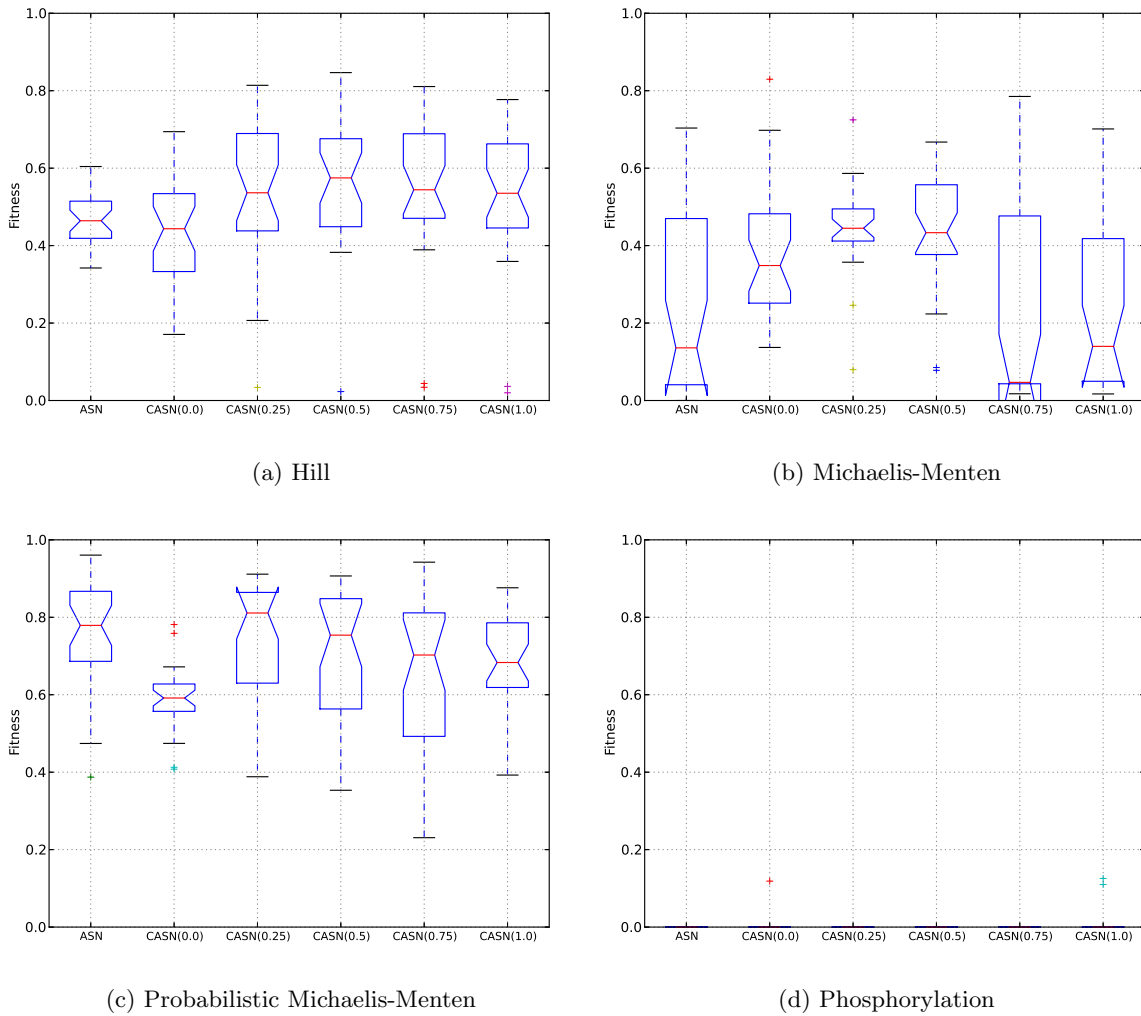 1.0
0.8
0.6
0.4
0.2
0.0
Fitness
ASN CASN(0.0) CASN(0.25) CASN(0.5) CASN(0.75) CASN(1.0)
(a) Hill
1.0
0.8
0.6
0.4
0.2
0.0
Fitness
ASN CASN(0.0) CASN(0.25) CASN(0.5) CASN(0.75) CASN(1.0)
(b) Michaelis-Menten
1.0
0.8
0.6
0.4
0.2
0.0
Fitness
ASN CASN(0.0) CASN(0.25) CASN(0.5) CASN(0.75) CASN(1.0)
(c) Probabilistic Michaelis-Menten
1.0
0.8
0.6
0.4
0.2
0.0
Fitness
ASN CASN(0.0) CASN(0.25) CASN(0.5) CASN(0.75) CASN(1.0)
(d) Phosphorylation